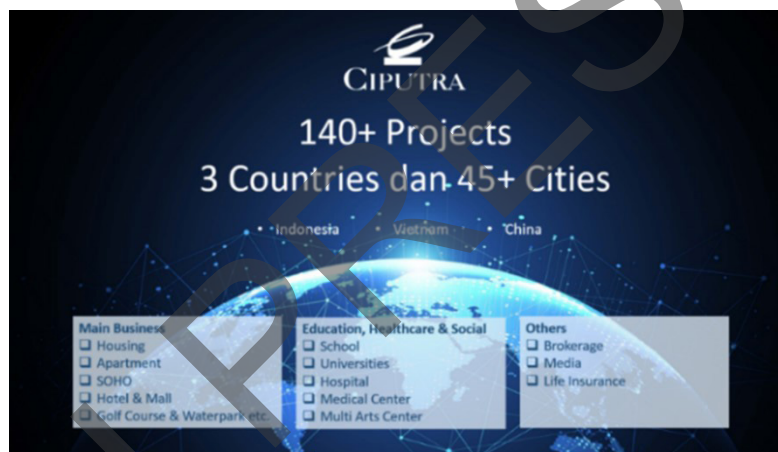 CIPUTRA
140+ Projects
3 Countries dan 45+ Cities
• Indonesia • Vietnam • China
Main Business
❑ Housing
❑ Apartment
❑ SOHO
❑ Hotel & Mall
❑ Golf Course & Waterpark etc.
Education, Healthcare & Social
❑ School
❑ Universities
❑ Hospital
❑ Medical Center
❑ Multi Arts Center
Others
❑ Brokerage
❑ Media
❑ Life Insurance